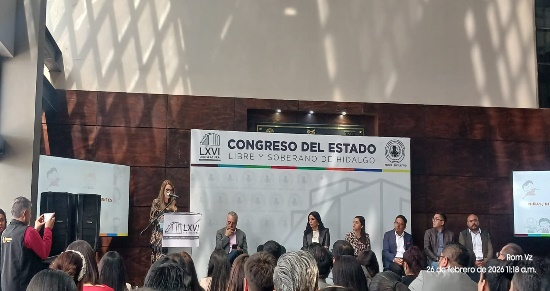 LXVI
CONGRESO DEL ESTADO
LIBRE Y SOBERANO DE HIDALGO
LXVI
Rom Vz
26 de febrero de 2026 11:18 a.m.